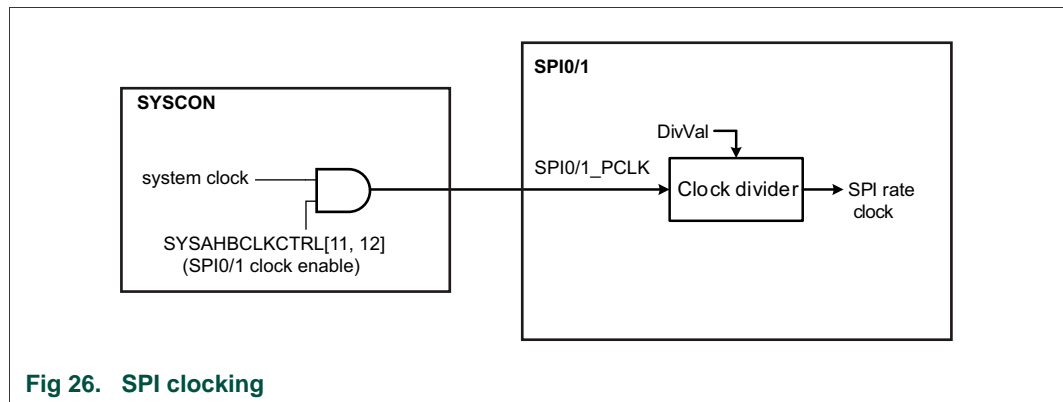 SPI0/1
SYSCON
DivVal
system clock
SPI0/1_PCLK
Clock divider
SPI rate
clock
SYSAHBCLKCTRL[11, 12]
(SPI0/1 clock enable)
Fig 26. SPI clocking